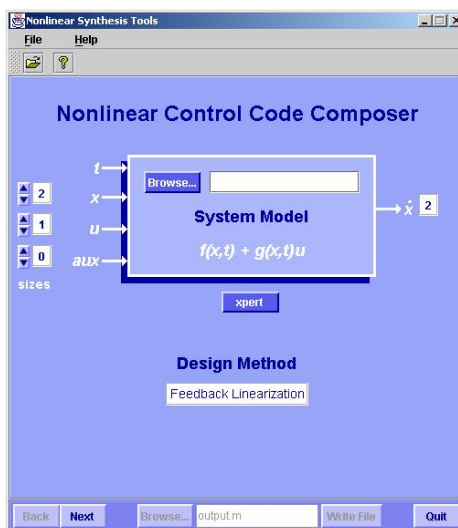 Nonlinear Synthesis Tools
File Help
Nonlinear Control Code Composer
t
Browse...
2 x ẋ 2
System Model
1 u
f(x,t) + g(x,t)u
0 aux
sizes
xpert
Design Method
Feedback Linearization
Back Next Browse... output.m Write File Quit